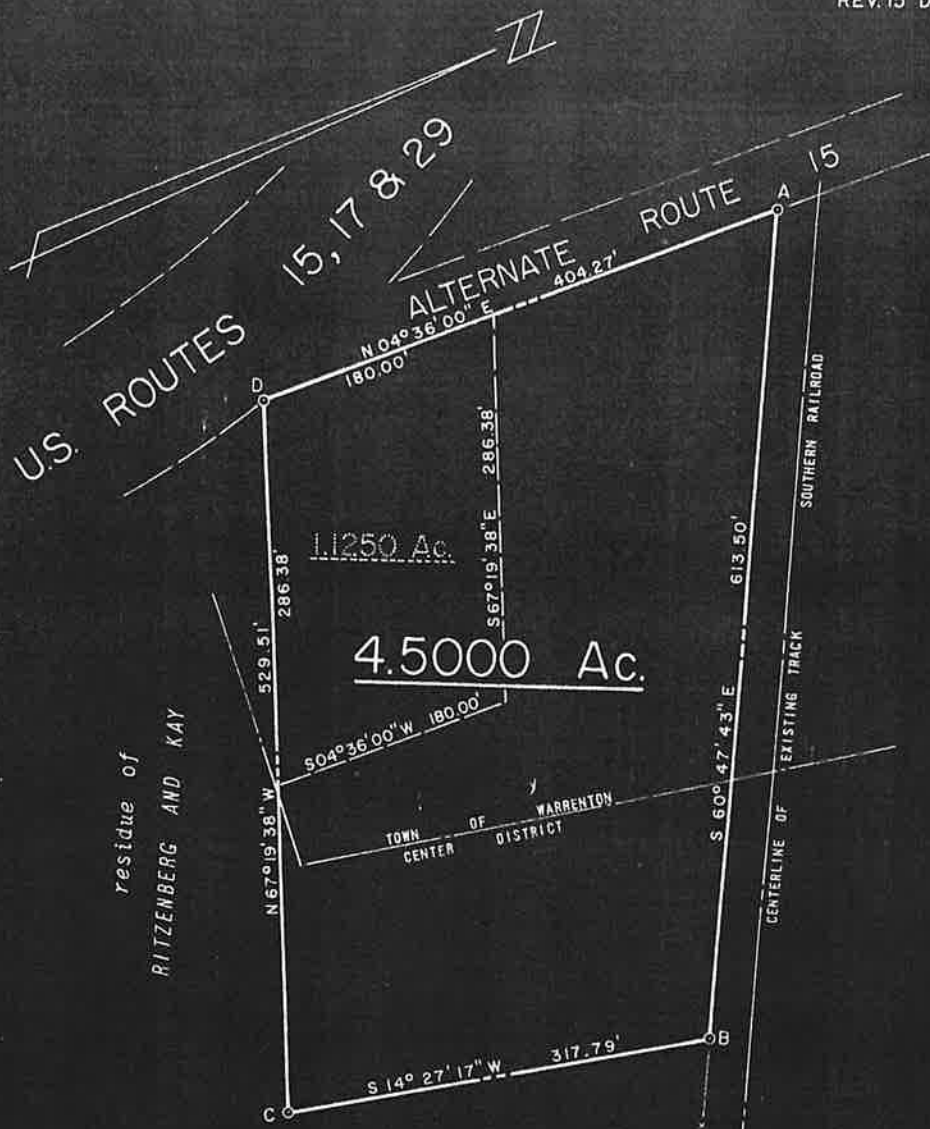 REV. 15 D
N
U.S. ROUTES 15, 17 & 29
ALTERNATE ROUTE 15
A
404.27'
E
N 04° 36' 00" E
180.00'
D
286.38'
S 67° 19' 38" E
286.38'
529.51'
N 67° 19' 38" W
1.1250 Ac.
4.5000 Ac.
S 04° 36' 00" W 180.00'
613.50'
S 60° 47' 43" E
SOUTHERN RAILROAD
CENTERLINE OF EXISTING TRACK
residue of
RITZENBERG AND KAY
TOWN OF WARRENTON
CENTER DISTRICT
B
S 14° 27' 17" W 317.79'
C